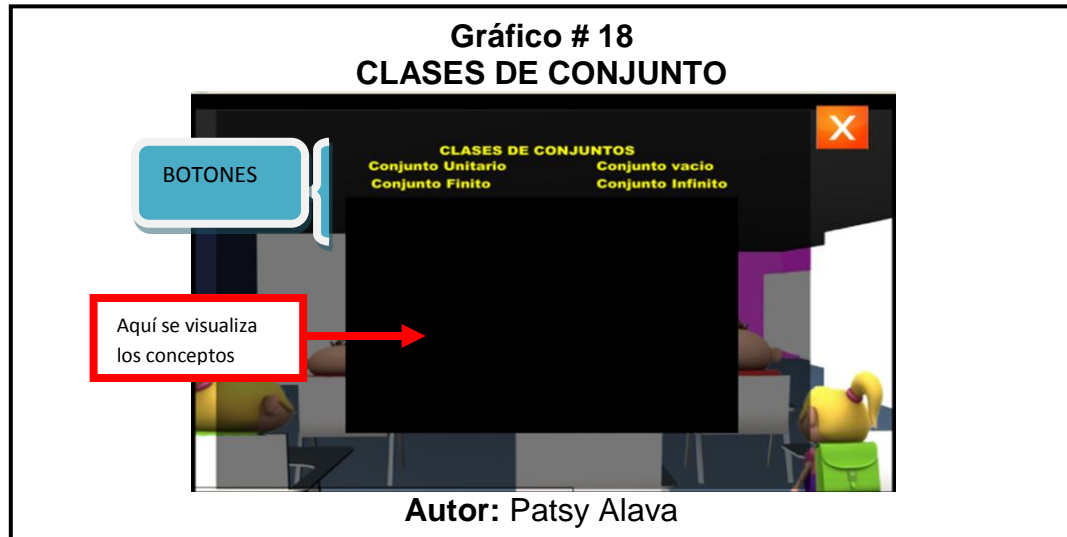 Gráfico # 18
CLASES DE CONJUNTO
X
BOTONES
CLASES DE CONJUNTOS
Conjunto Unitario Conjunto vacio
Conjunto Finito Conjunto Infinito
Aquí se visualiza
los conceptos
Autor: Patsy Alava